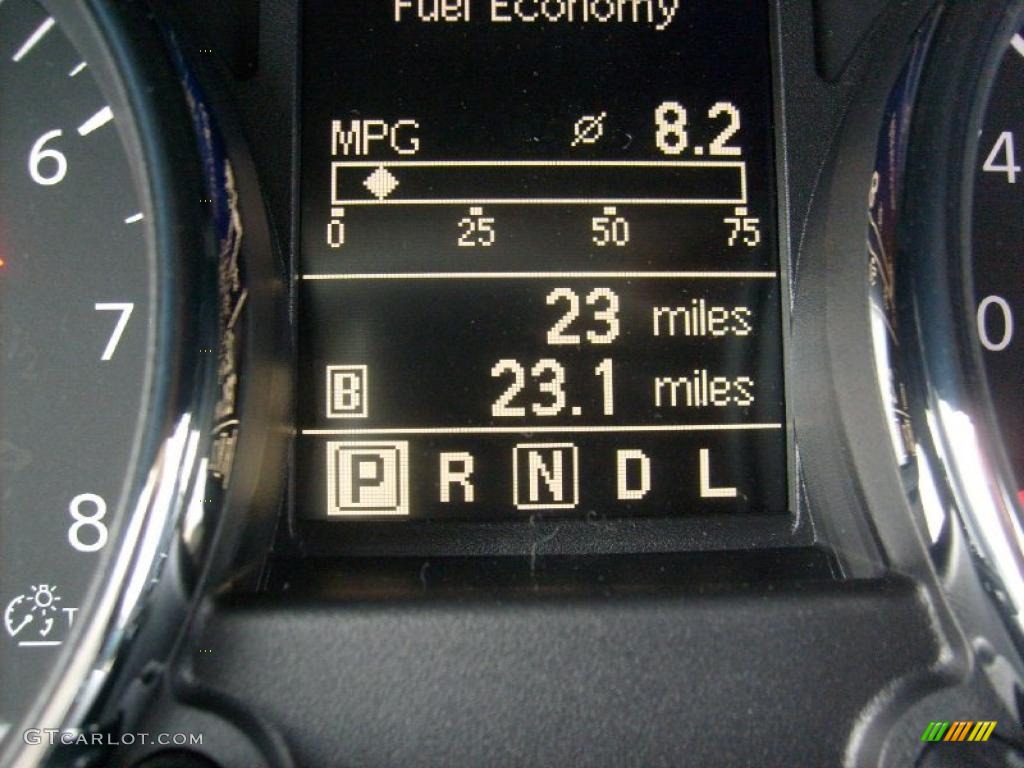 Fuel Economy
MPG Ø 8.2
0 25 50 75
23 miles
B 23.1 miles
P R N D L
6
7
8
T
4
0
GTcarlot.com